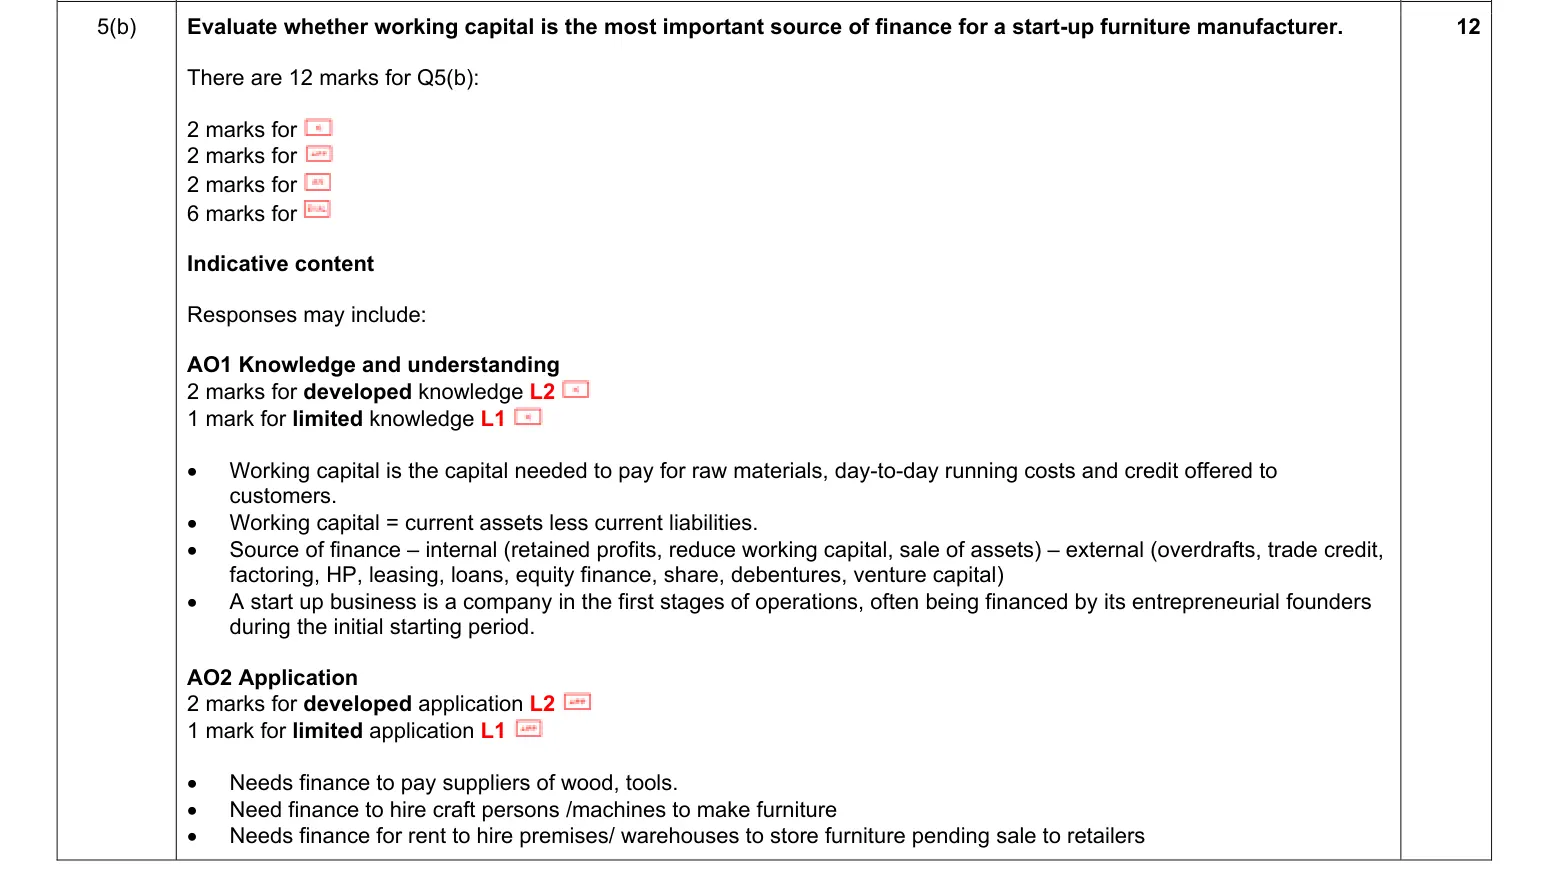 5(b)
Evaluate whether working capital is the most important source of finance for a start-up furniture manufacturer.
12
There are 12 marks for Q5(b):
2 marks for
2 marks for APP
2 marks for AN
6 marks for EVAL
Indicative content
Responses may include:
AO1 Knowledge and understanding
2 marks for developed knowledge L2
1 mark for limited knowledge L1
• Working capital is the capital needed to pay for raw materials, day-to-day running costs and credit offered to
customers.
• Working capital = current assets less current liabilities.
• Source of finance – internal (retained profits, reduce working capital, sale of assets) – external (overdrafts, trade credit,
factoring, HP, leasing, loans, equity finance, share, debentures, venture capital)
• A start up business is a company in the first stages of operations, often being financed by its entrepreneurial founders
during the initial starting period.
AO2 Application
2 marks for developed application L2 APP
1 mark for limited application L1 APP
• Needs finance to pay suppliers of wood, tools.
• Need finance to hire craft persons /machines to make furniture
• Needs finance for rent to hire premises/ warehouses to store furniture pending sale to retailers